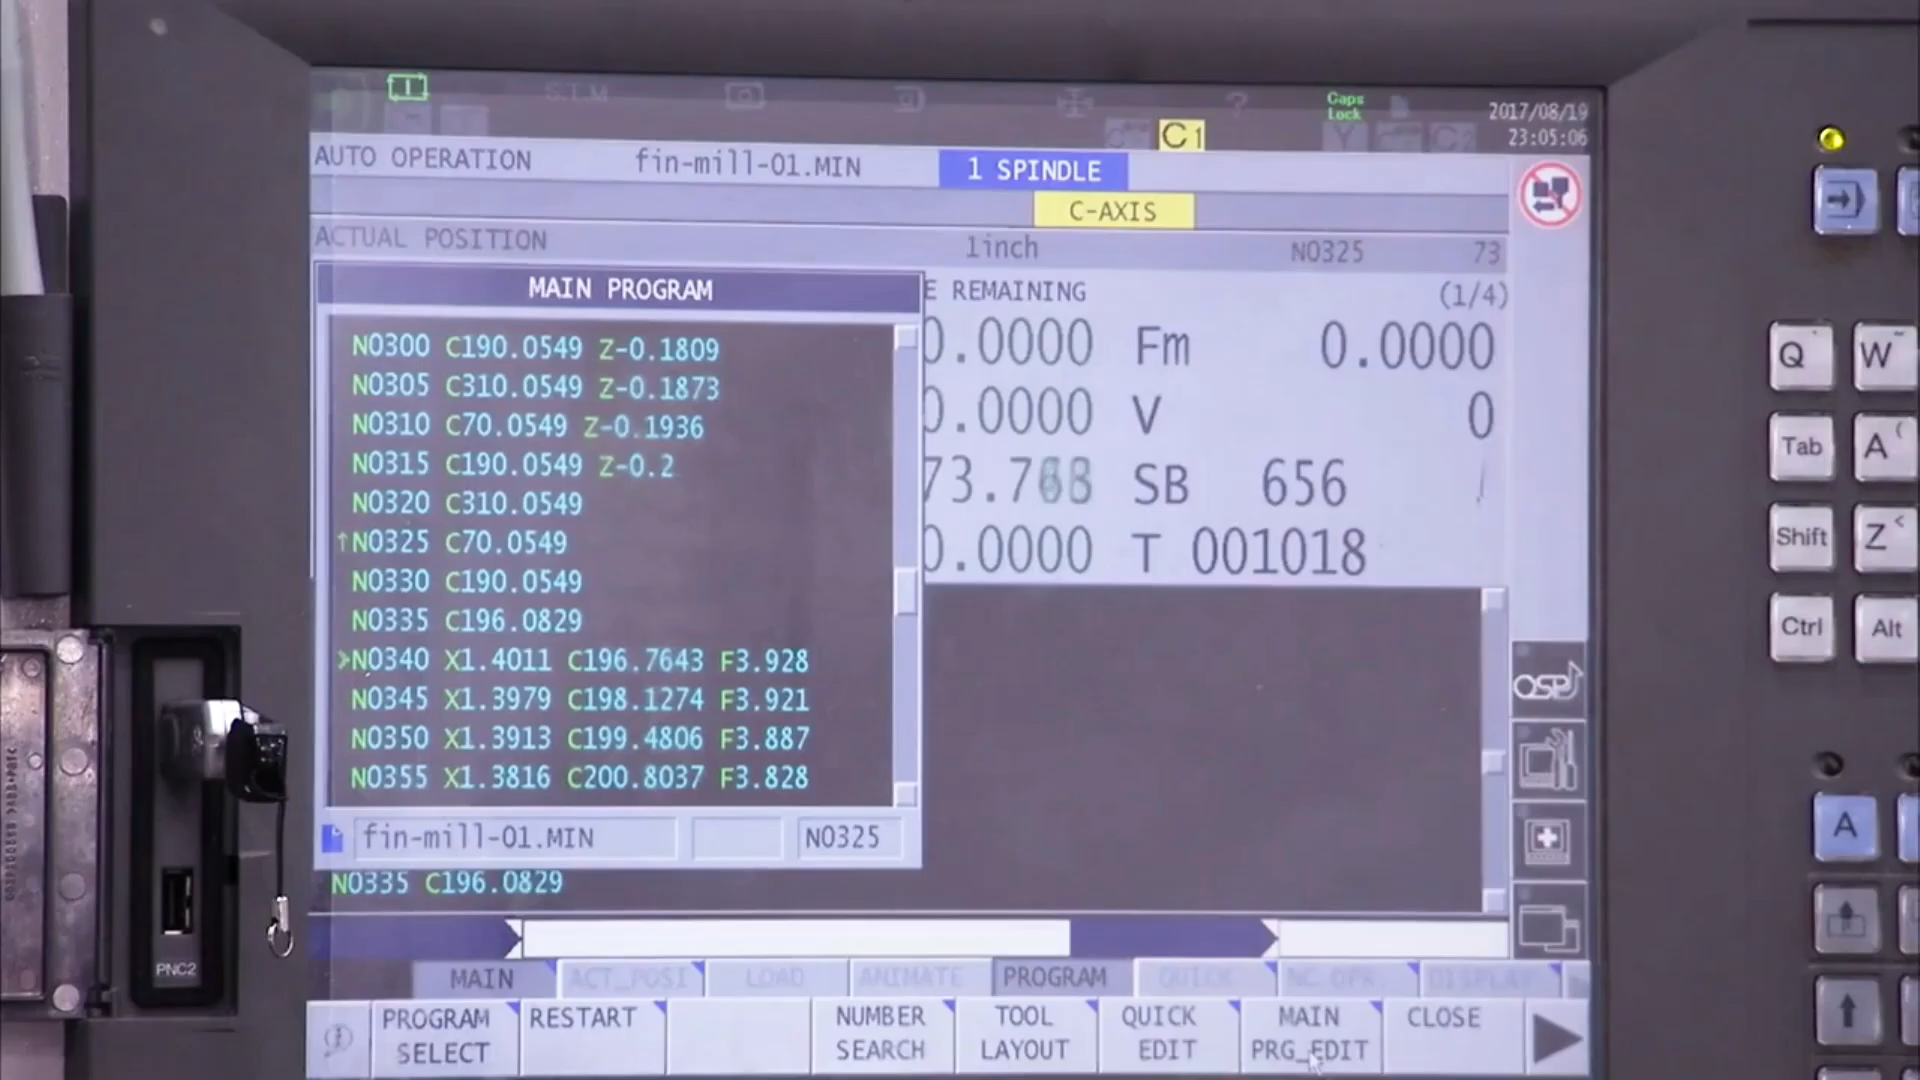 Caps Lock
2017/08/19
23:05:06
C1
AUTO OPERATION fin-mill-01.MIN 1 SPINDLE
C-AXIS
ACTUAL POSITION 1inch N0325 73
MAIN PROGRAM
E REMAINING (1/4)
N0300 C190.0549 Z-0.1809
N0305 C310.0549 Z-0.1873
N0310 C70.0549 Z-0.1936
N0315 C190.0549 Z-0.2
N0320 C310.0549
↑N0325 C70.0549
N0330 C190.0549
N0335 C196.0829
>N0340 X1.4011 C196.7643 F3.928
N0345 X1.3979 C198.1274 F3.921
N0350 X1.3913 C199.4806 F3.887
N0355 X1.3816 C200.8037 F3.828
0.0000 Fm 0.0000
0.0000 V 0
SB 656
0.0000 T 001018
fin-mill-01.MIN N0325
N0335 C196.0829
MAIN ACT_POSI LOAD ANIMATE PROGRAM QUICK NC OPR. DISPLAY
PROGRAM SELECT
RESTART
NUMBER SEARCH
TOOL LAYOUT
QUICK EDIT
MAIN PRG_EDIT
CLOSE
OSP
PNC2
Q W
Tab A (
Shift Z <
Ctrl Alt
A